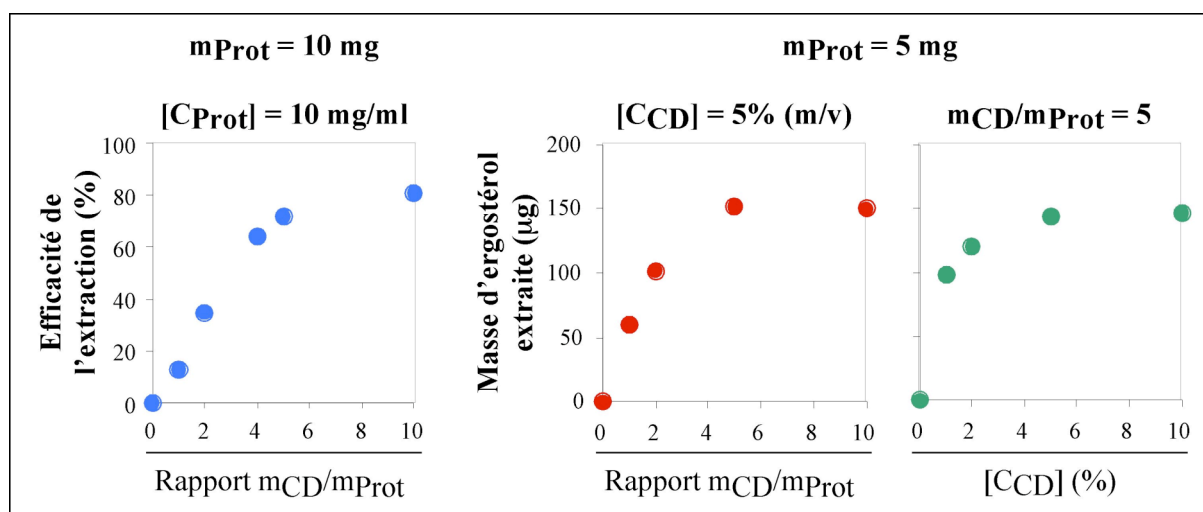 mProt = 10 mg
mProt = 5 mg
[CProt] = 10 mg/ml
[CCD] = 5% (m/v)
mCD/mProt = 5
Efficacité de
l'extraction (%)
100
80
60
40
20
0
0 2 4 6 8 10
Rapport mCD/mProt
Masse d'ergostérol
extraite (µg)
200
150
100
50
0
0 2 4 6 8 10
Rapport mCD/mProt
0 2 4 6 8 10
[CCD] (%)